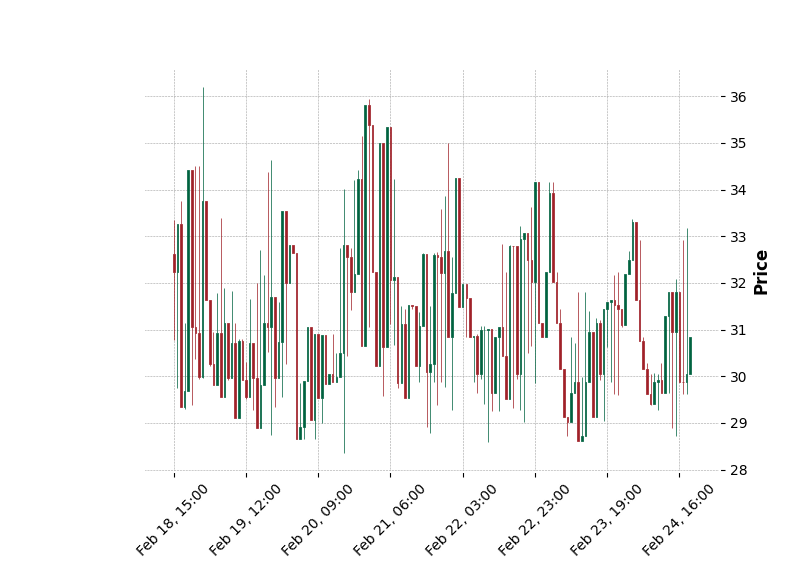 36
35
34
33
32
31
30
29
28
Price
Feb 18, 15:00
Feb 19, 12:00
Feb 20, 09:00
Feb 21, 06:00
Feb 22, 03:00
Feb 22, 23:00
Feb 23, 19:00
Feb 24, 16:00